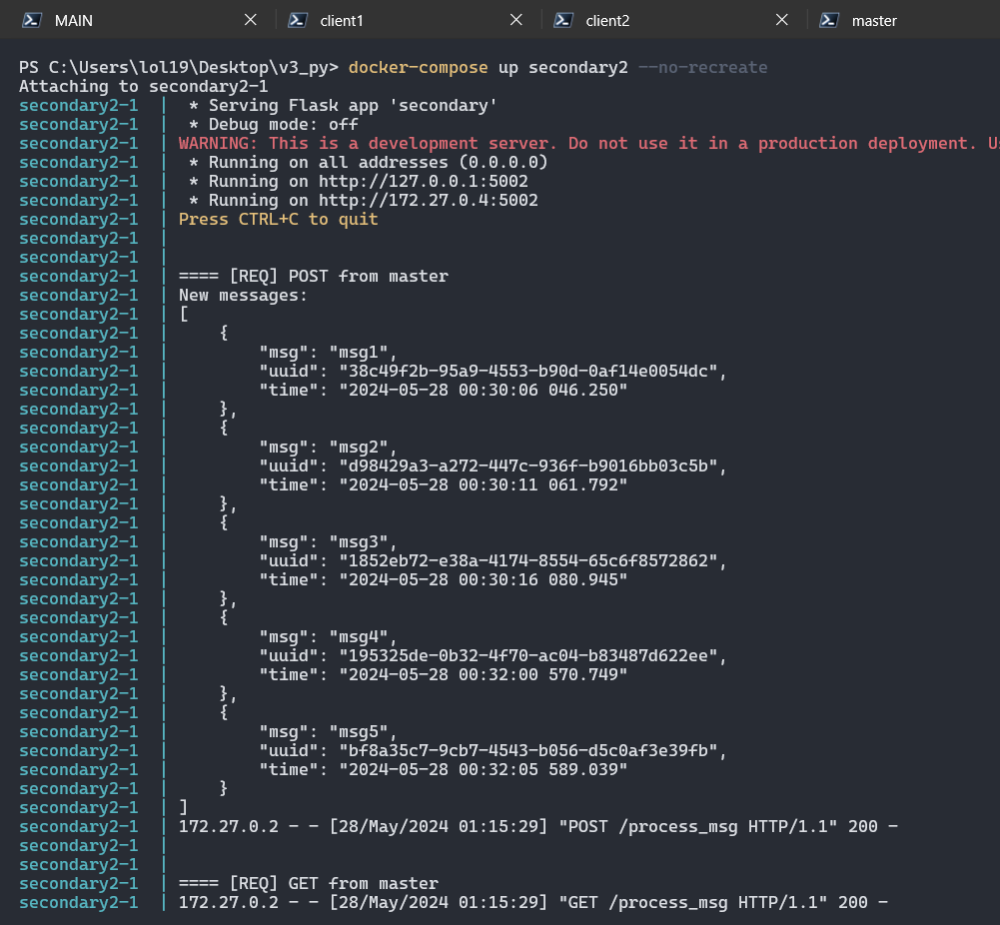 MAIN client1 client2 master
PS C:\Users\lol19\Desktop\v3_py> docker-compose up secondary2 --no-recreate
Attaching to secondary2-1
secondary2-1 | * Serving Flask app 'secondary'
secondary2-1 | * Debug mode: off
secondary2-1 | WARNING: This is a development server. Do not use it in a production deployment.
secondary2-1 | * Running on all addresses (0.0.0.0)
secondary2-1 | * Running on http://127.0.0.1:5002
secondary2-1 | * Running on http://172.27.0.4:5002
secondary2-1 | Press CTRL+C to quit
secondary2-1 |
secondary2-1 |
secondary2-1 | ==== [REQ] POST from master
secondary2-1 | New messages:
secondary2-1 | [
secondary2-1 |     {
secondary2-1 |         "msg": "msg1",
secondary2-1 |         "uuid": "38c49f2b-95a9-4553-b90d-0af14e0054dc",
secondary2-1 |         "time": "2024-05-28 00:30:06 046.250"
secondary2-1 |     },
secondary2-1 |     {
secondary2-1 |         "msg": "msg2",
secondary2-1 |         "uuid": "d98429a3-a272-447c-936f-b9016bb03c5b",
secondary2-1 |         "time": "2024-05-28 00:30:11 061.792"
secondary2-1 |     },
secondary2-1 |     {
secondary2-1 |         "msg": "msg3",
secondary2-1 |         "uuid": "1852eb72-e38a-4174-8554-65c6f8572862",
secondary2-1 |         "time": "2024-05-28 00:30:16 080.945"
secondary2-1 |     },
secondary2-1 |     {
secondary2-1 |         "msg": "msg4",
secondary2-1 |         "uuid": "195325de-0b32-4f70-ac04-b83487d622ee",
secondary2-1 |         "time": "2024-05-28 00:32:00 570.749"
secondary2-1 |     },
secondary2-1 |     {
secondary2-1 |         "msg": "msg5",
secondary2-1 |         "uuid": "bf8a35c7-9cb7-4543-b056-d5c0af3e39fb",
secondary2-1 |         "time": "2024-05-28 00:32:05 589.039"
secondary2-1 |     }
secondary2-1 | ]
secondary2-1 | 172.27.0.2 - - [28/May/2024 01:15:29] "POST /process_msg HTTP/1.1" 200 -
secondary2-1 |
secondary2-1 |
secondary2-1 | ==== [REQ] GET from master
secondary2-1 | 172.27.0.2 - - [28/May/2024 01:15:29] "GET /process_msg HTTP/1.1" 200 -